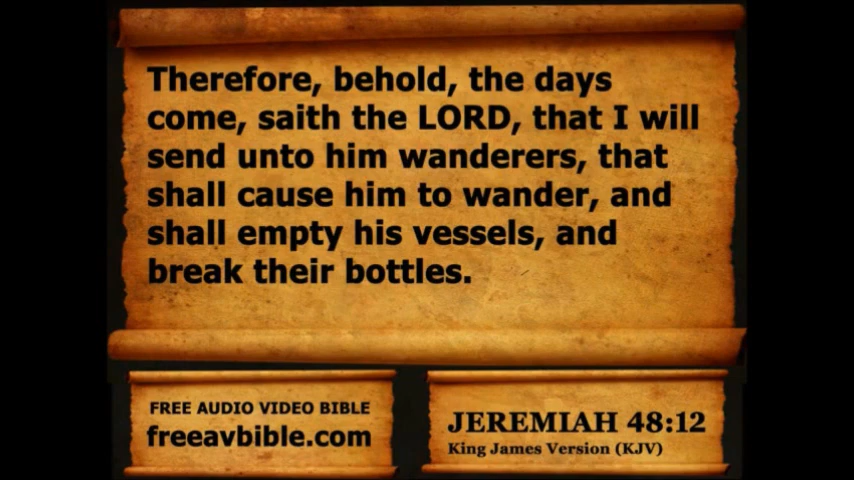 Therefore, behold, the days
come, saith the LORD, that I will
send unto him wanderers, that
shall cause him to wander, and
shall empty his vessels, and
break their bottles.
FREE AUDIO VIDEO BIBLE
freeavbible.com
JEREMIAH 48:12
King James Version (KJV)